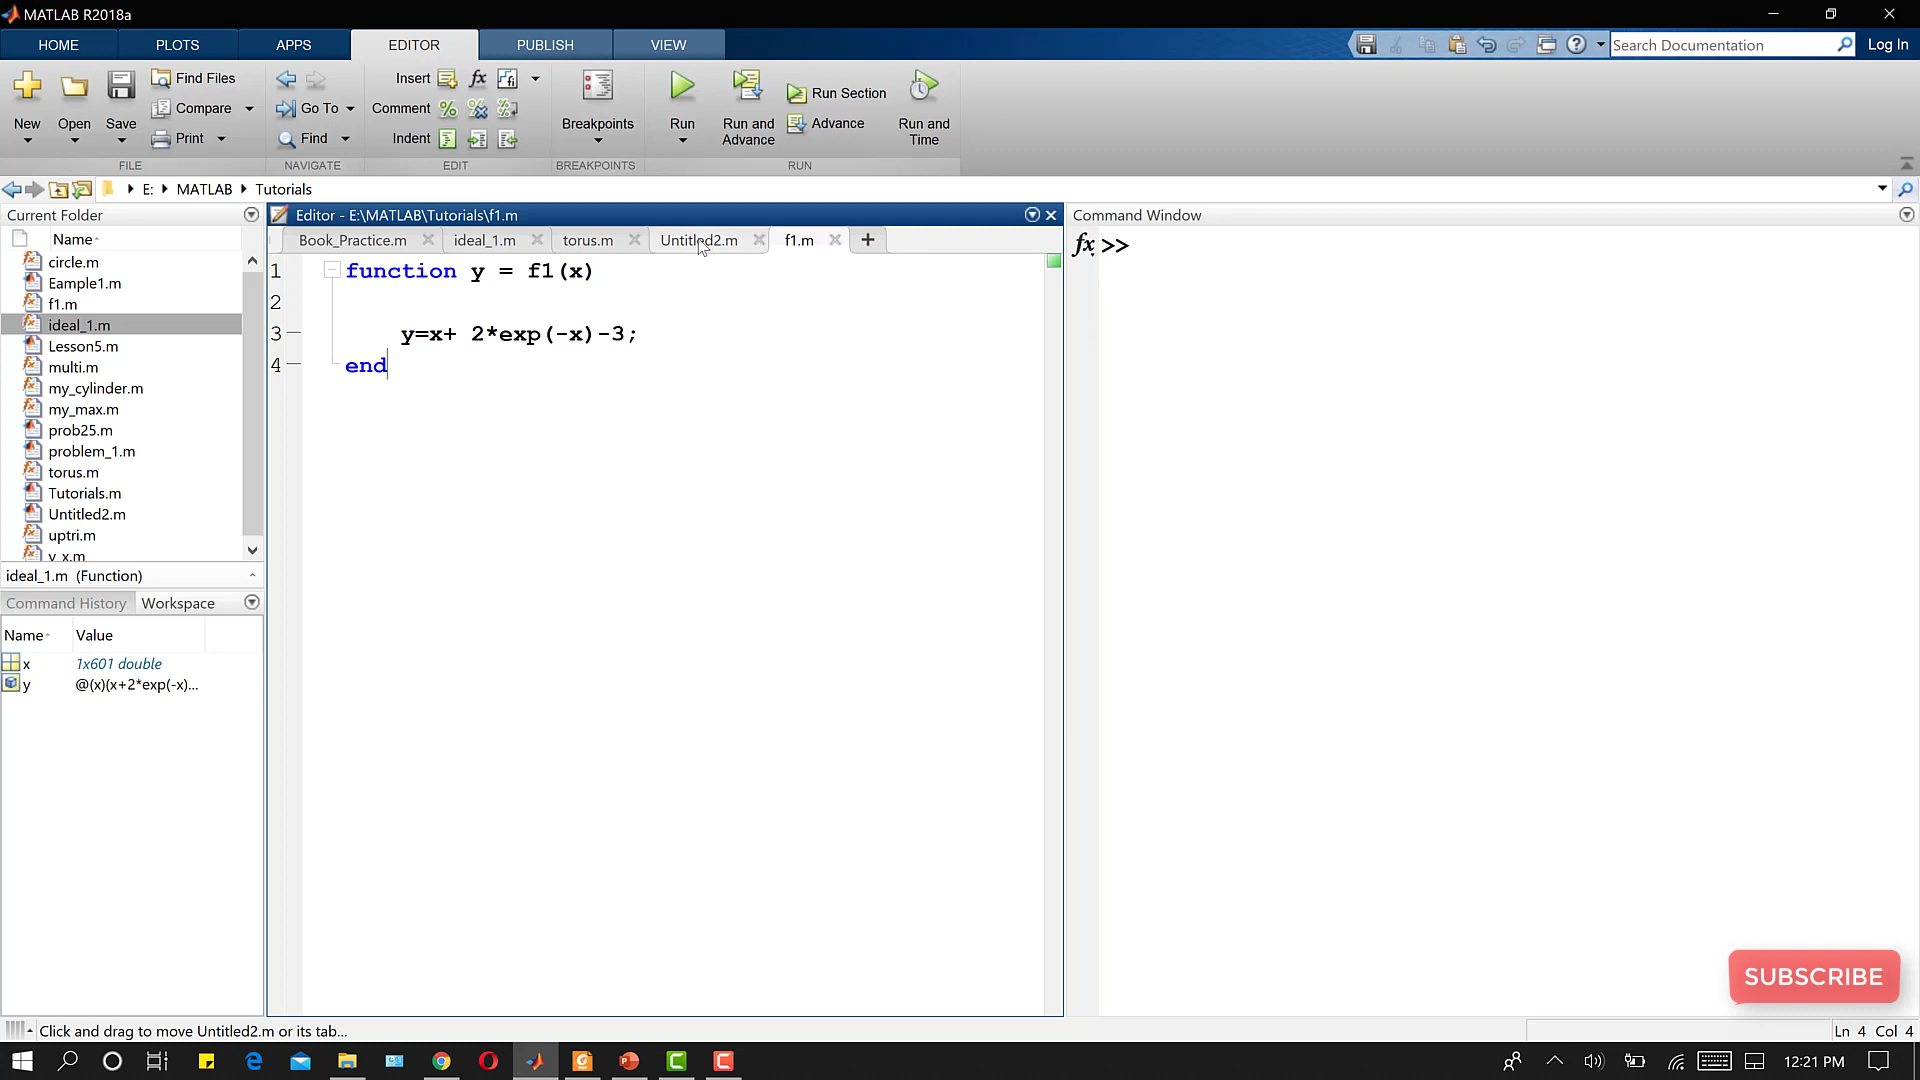 MATLAB R2018a
HOME PLOTS APPS EDITOR PUBLISH VIEW Search Documentation Log In
New Open Save Find Files Compare Print
Go To Find
Insert fx Comment Indent
Breakpoints
Run Run and Advance Run Section Advance Run and Time
FILE NAVIGATE EDIT BREAKPOINTS RUN
E: MATLAB Tutorials
Current Folder
Name
circle.m
Eample1.m
f1.m
ideal_1.m
Lesson5.m
multi.m
my_cylinder.m
my_max.m
prob25.m
problem_1.m
torus.m
Tutorials.m
Untitled2.m
uptri.m
v_x.m
ideal_1.m (Function)
Command History Workspace
Name Value
x 1x601 double
y @(x)(x+2*exp(-x)...
Editor - E:\MATLAB\Tutorials\f1.m
Book_Practice.m ideal_1.m torus.m Untitled2.m f1.m
1 function y = f1(x)
2
3 y=x+ 2*exp(-x)-3;
4 end
Command Window
fx >>
SUBSCRIBE
Click and drag to move Untitled2.m or its tab...
Ln 4 Col 4
12:21 PM